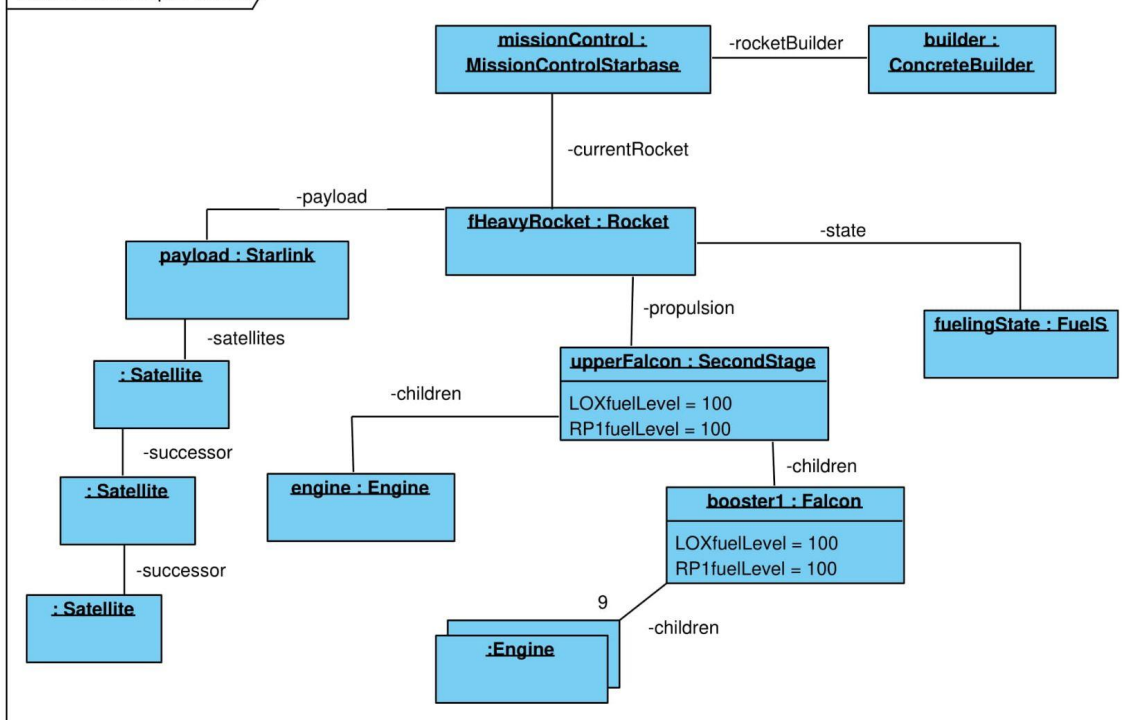 missionControl :
MissionControlStarbase
-rocketBuilder
builder :
ConcreteBuilder
-currentRocket
-payload
fHeavyRocket : Rocket
-state
payload : Starlink
-propulsion
fuelingState : FuelS
-satellites
upperFalcon : SecondStage
: Satellite
-children
LOXfuelLevel = 100
RP1fuelLevel = 100
-successor
-children
: Satellite
engine : Engine
booster1 : Falcon
LOXfuelLevel = 100
RP1fuelLevel = 100
-successor
: Satellite
9
-children
:Engine